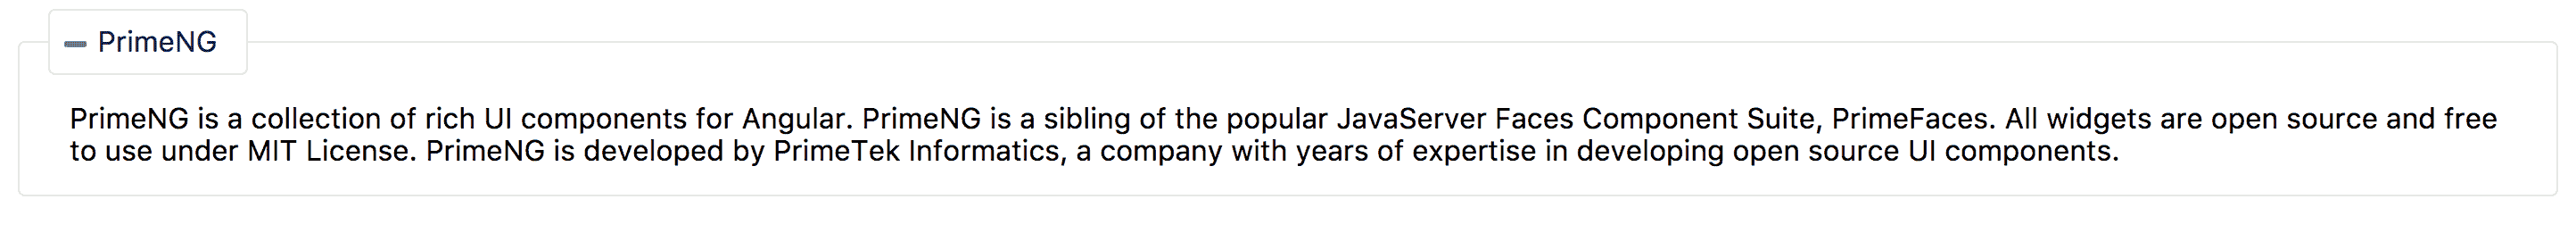 PrimeNG
PrimeNG is a collection of rich UI components for Angular. PrimeNG is a sibling of the popular JavaServer Faces Component Suite, PrimeFaces. All widgets are open source and free
to use under MIT License. PrimeNG is developed by PrimeTek Informatics, a company with years of expertise in developing open source UI components.